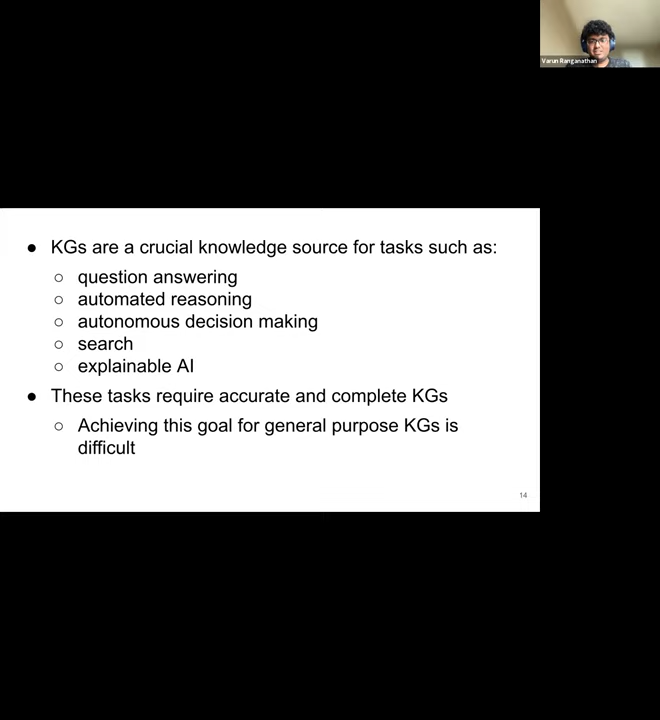 Varun Ranganathan
● KGs are a crucial knowledge source for tasks such as:
○ question answering
○ automated reasoning
○ autonomous decision making
○ search
○ explainable AI
● These tasks require accurate and complete KGs
○ Achieving this goal for general purpose KGs is
difficult
14